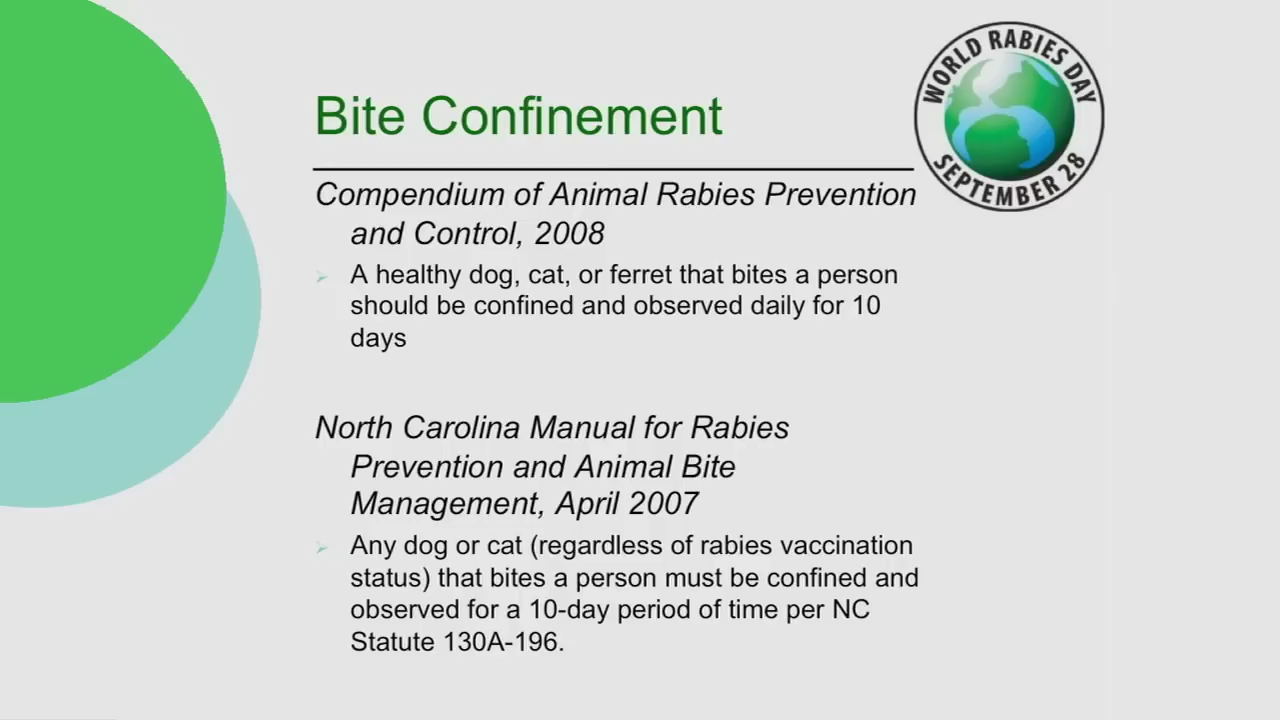 WORLD RABIES DAY
SEPTEMBER 28
Bite Confinement
Compendium of Animal Rabies Prevention
and Control, 2008
A healthy dog, cat, or ferret that bites a person
should be confined and observed daily for 10
days
North Carolina Manual for Rabies
Prevention and Animal Bite
Management, April 2007
Any dog or cat (regardless of rabies vaccination
status) that bites a person must be confined and
observed for a 10-day period of time per NC
Statute 130A-196.